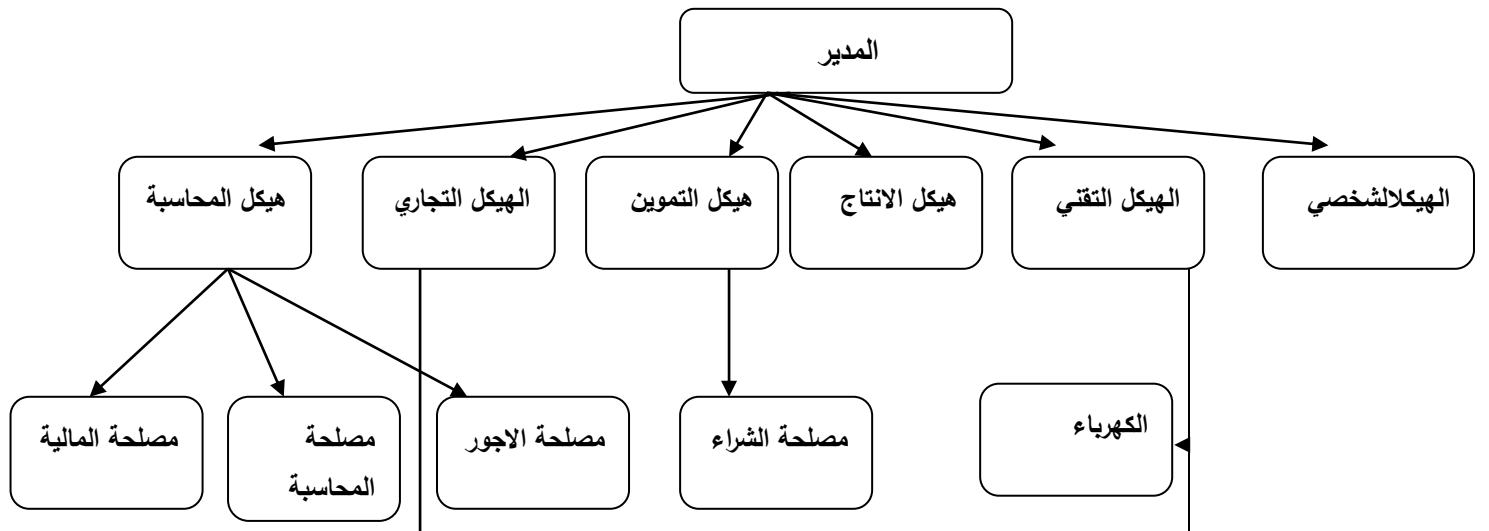 المدير
الهيكلالشخصي
الهيكل التقني
هيكل الانتاج
هيكل التموين
الهيكل التجاري
هيكل المحاسبة
الكهرباء
مصلحة الشراء
مصلحة الاجور
مصلحة
المحاسبة
مصلحة المالية